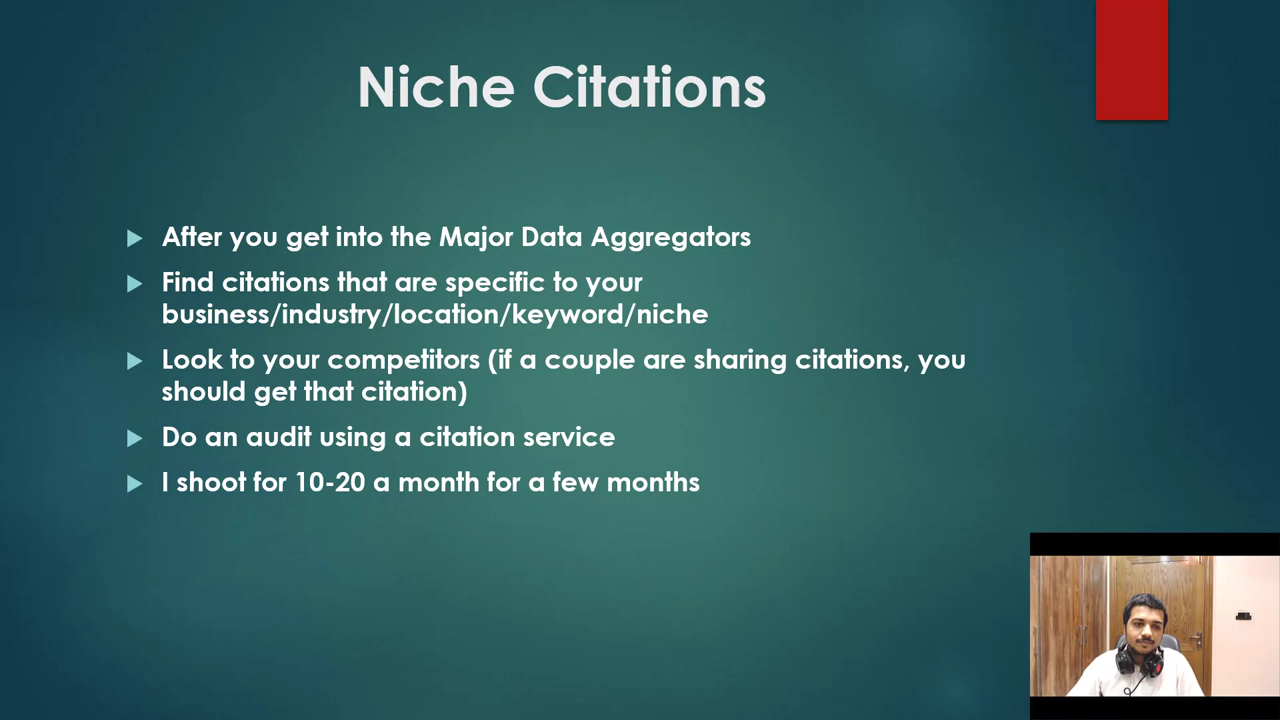 Niche Citations
After you get into the Major Data Aggregators
Find citations that are specific to your
business/industry/location/keyword/niche
Look to your competitors (if a couple are sharing citations, you
should get that citation)
Do an audit using a citation service
I shoot for 10-20 a month for a few months